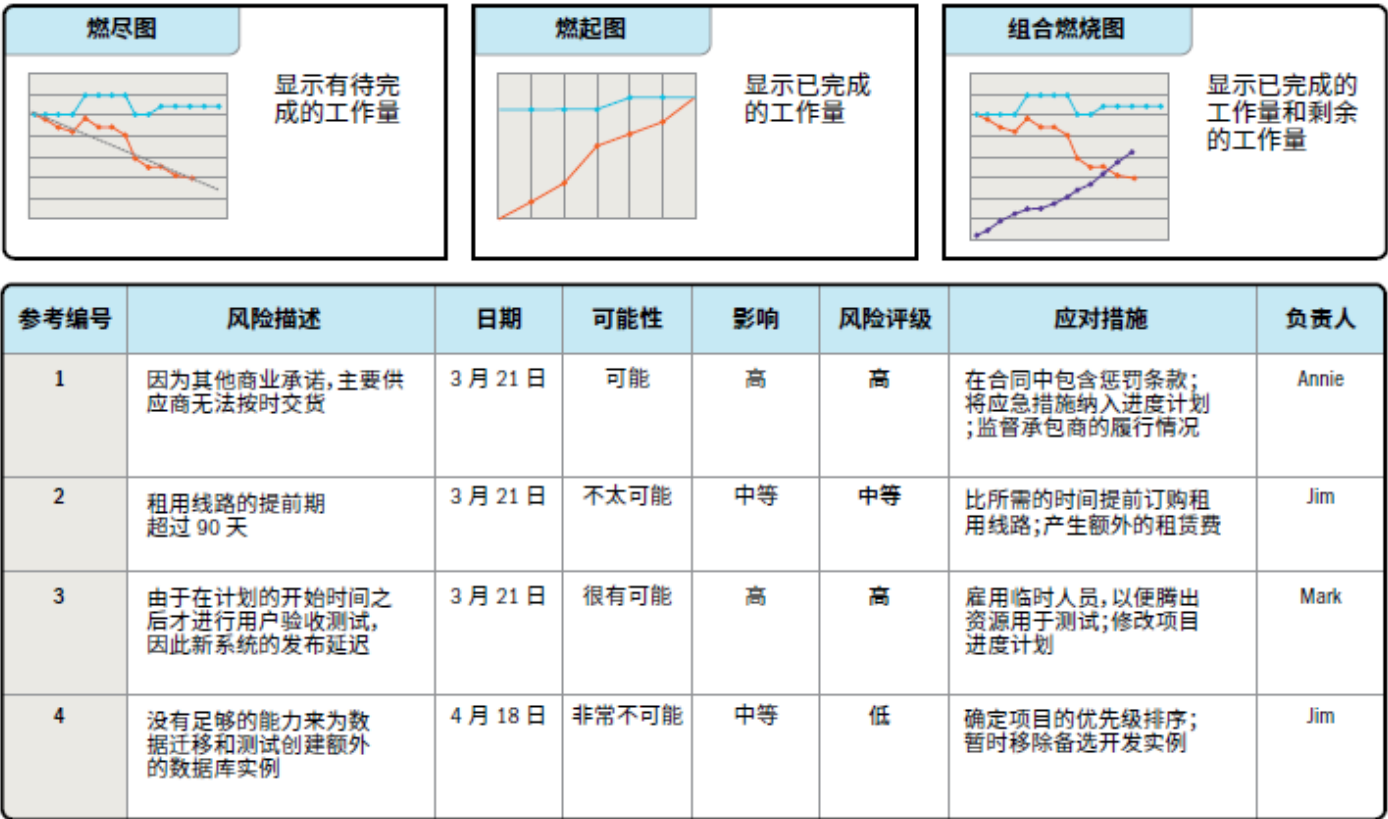 燃尽图
显示有待完
成的工作量
燃起图
显示已完成
的工作量
组合燃烧图
显示已完成的
工作量和剩余
的工作量
参考编号 风险描述 日期 可能性 影响 风险评级 应对措施 负责人
1 因为其他商业承诺，主要供 3 月 21 日 可能 高 高 在合同中包含惩罚条款； Annie
应商无法按时交货 将应急措施纳入进度计划
；监督承包商的履行情况
2 租用线路的提前期 3 月 21 日 不太可能 中等 中等 比所需的时间提前订购租 Jim
超过 90 天 用线路；产生额外的租赁费
3 由于在计划的开始时间之 3 月 21 日 很有可能 高 高 雇用临时人员，以便腾出 Mark
后才进行用户验收测试， 资源用于测试；修改项目
因此新系统的发布延迟 进度计划
4 没有足够的能力来为数 4 月 18 日 非常不可能 中等 低 确定项目的优先级排序； Jim
据迁移和测试创建额外 暂时移除备选开发实例
的数据库实例